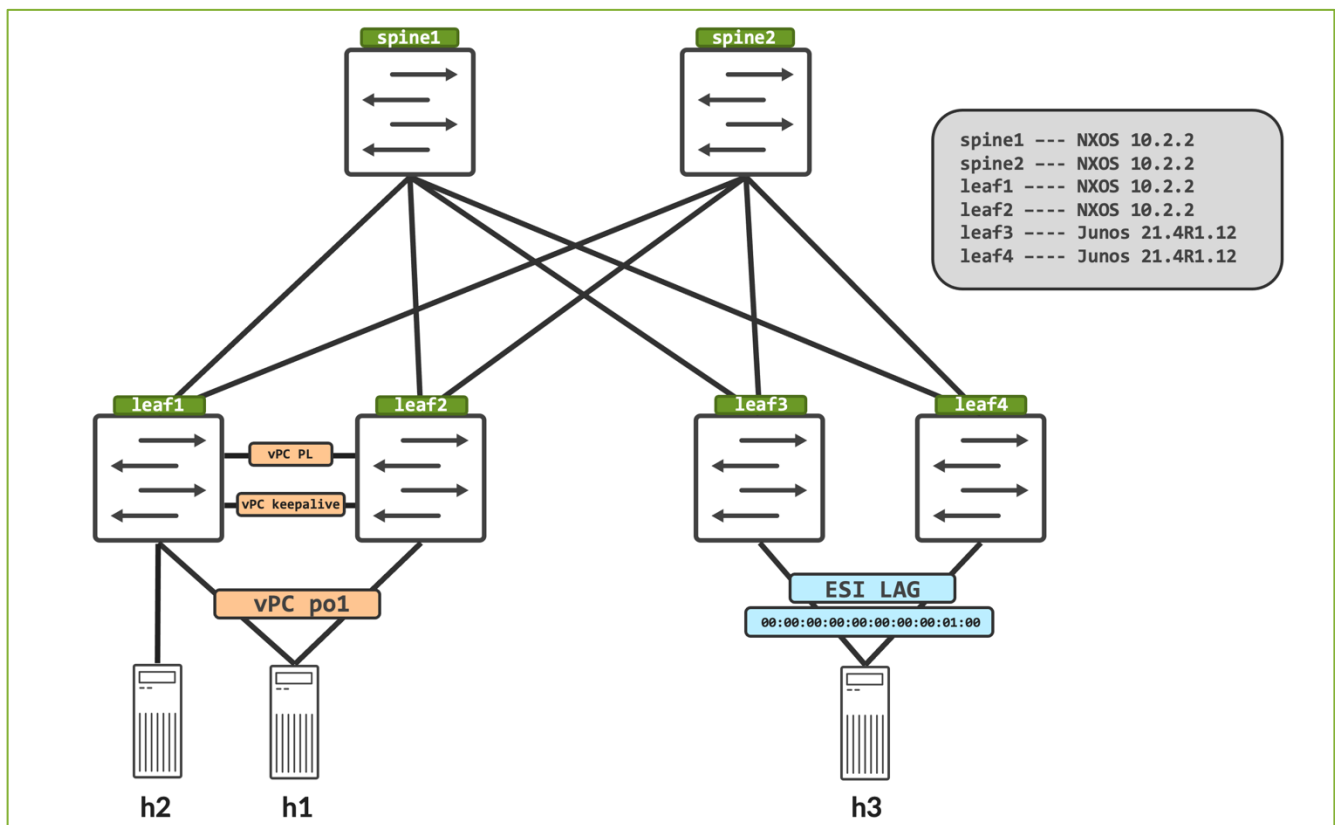 spine1
spine2
spine1 --- NXOS 10.2.2
spine2 --- NXOS 10.2.2
leaf1 ---- NXOS 10.2.2
leaf2 ---- NXOS 10.2.2
leaf3 ---- Junos 21.4R1.12
leaf4 ---- Junos 21.4R1.12
leaf1
leaf2
leaf3
leaf4
vPC PL
vPC keepalive
vPC po1
ESI LAG
00:00:00:00:00:00:00:00:01:00
h2
h1
h3